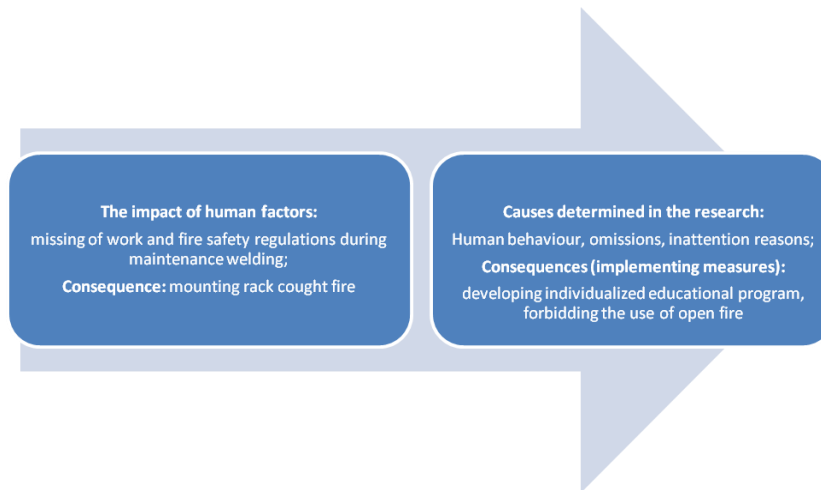 The impact of human factors:
missing of work and fire safety regulations during
maintenance welding;
Consequence: mounting rack cought fire
Causes determined in the research:
Human behaviour, omissions, inattention reasons;
Consequences (implementing measures):
developing individualized educational program,
forbidding the use of open fire